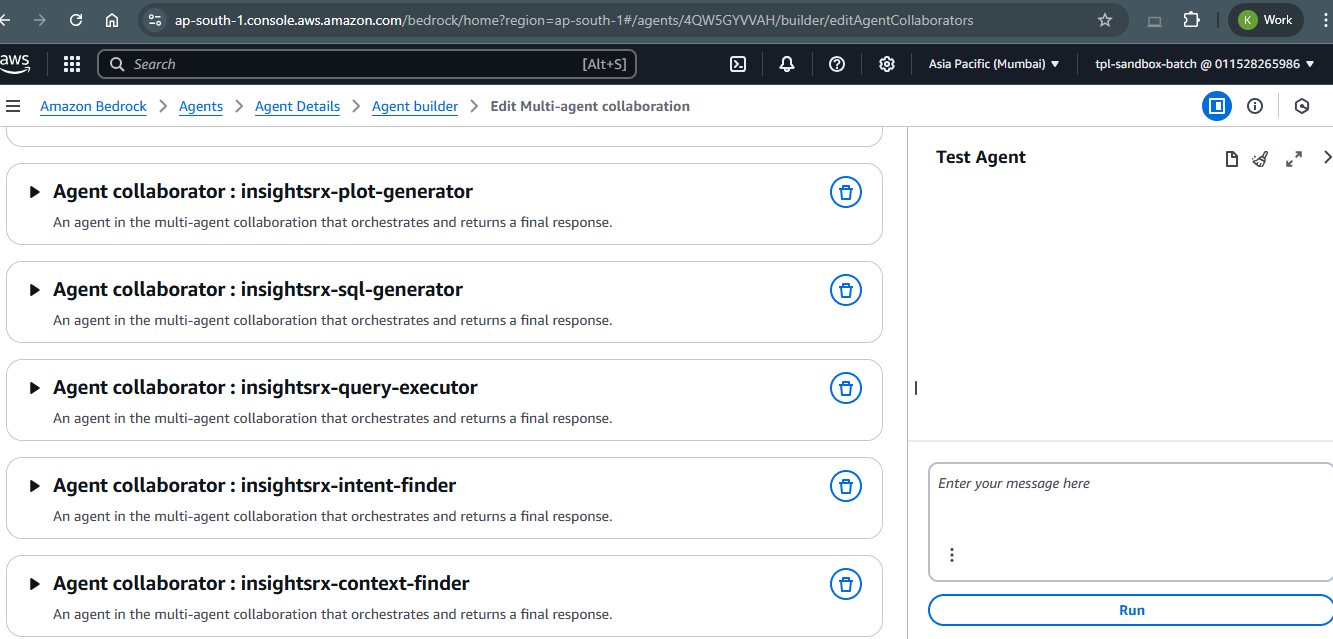 ap-south-1.console.aws.amazon.com/bedrock/home?region=ap-south-1#/agents/4QW5GYVVAH/builder/editAgentCollaborators
K Work
aws
Search [Alt+S]
Asia Pacific (Mumbai) ▼
tpl-sandbox-batch @ 011528265986 ▼
Amazon Bedrock > Agents > Agent Details > Agent builder > Edit Multi-agent collaboration
Agent collaborator : insightsrx-plot-generator
An agent in the multi-agent collaboration that orchestrates and returns a final response.
Agent collaborator : insightsrx-sql-generator
An agent in the multi-agent collaboration that orchestrates and returns a final response.
Agent collaborator : insightsrx-query-executor
An agent in the multi-agent collaboration that orchestrates and returns a final response.
Agent collaborator : insightsrx-intent-finder
An agent in the multi-agent collaboration that orchestrates and returns a final response.
Agent collaborator : insightsrx-context-finder
An agent in the multi-agent collaboration that orchestrates and returns a final response.
Test Agent
Enter your message here
Run